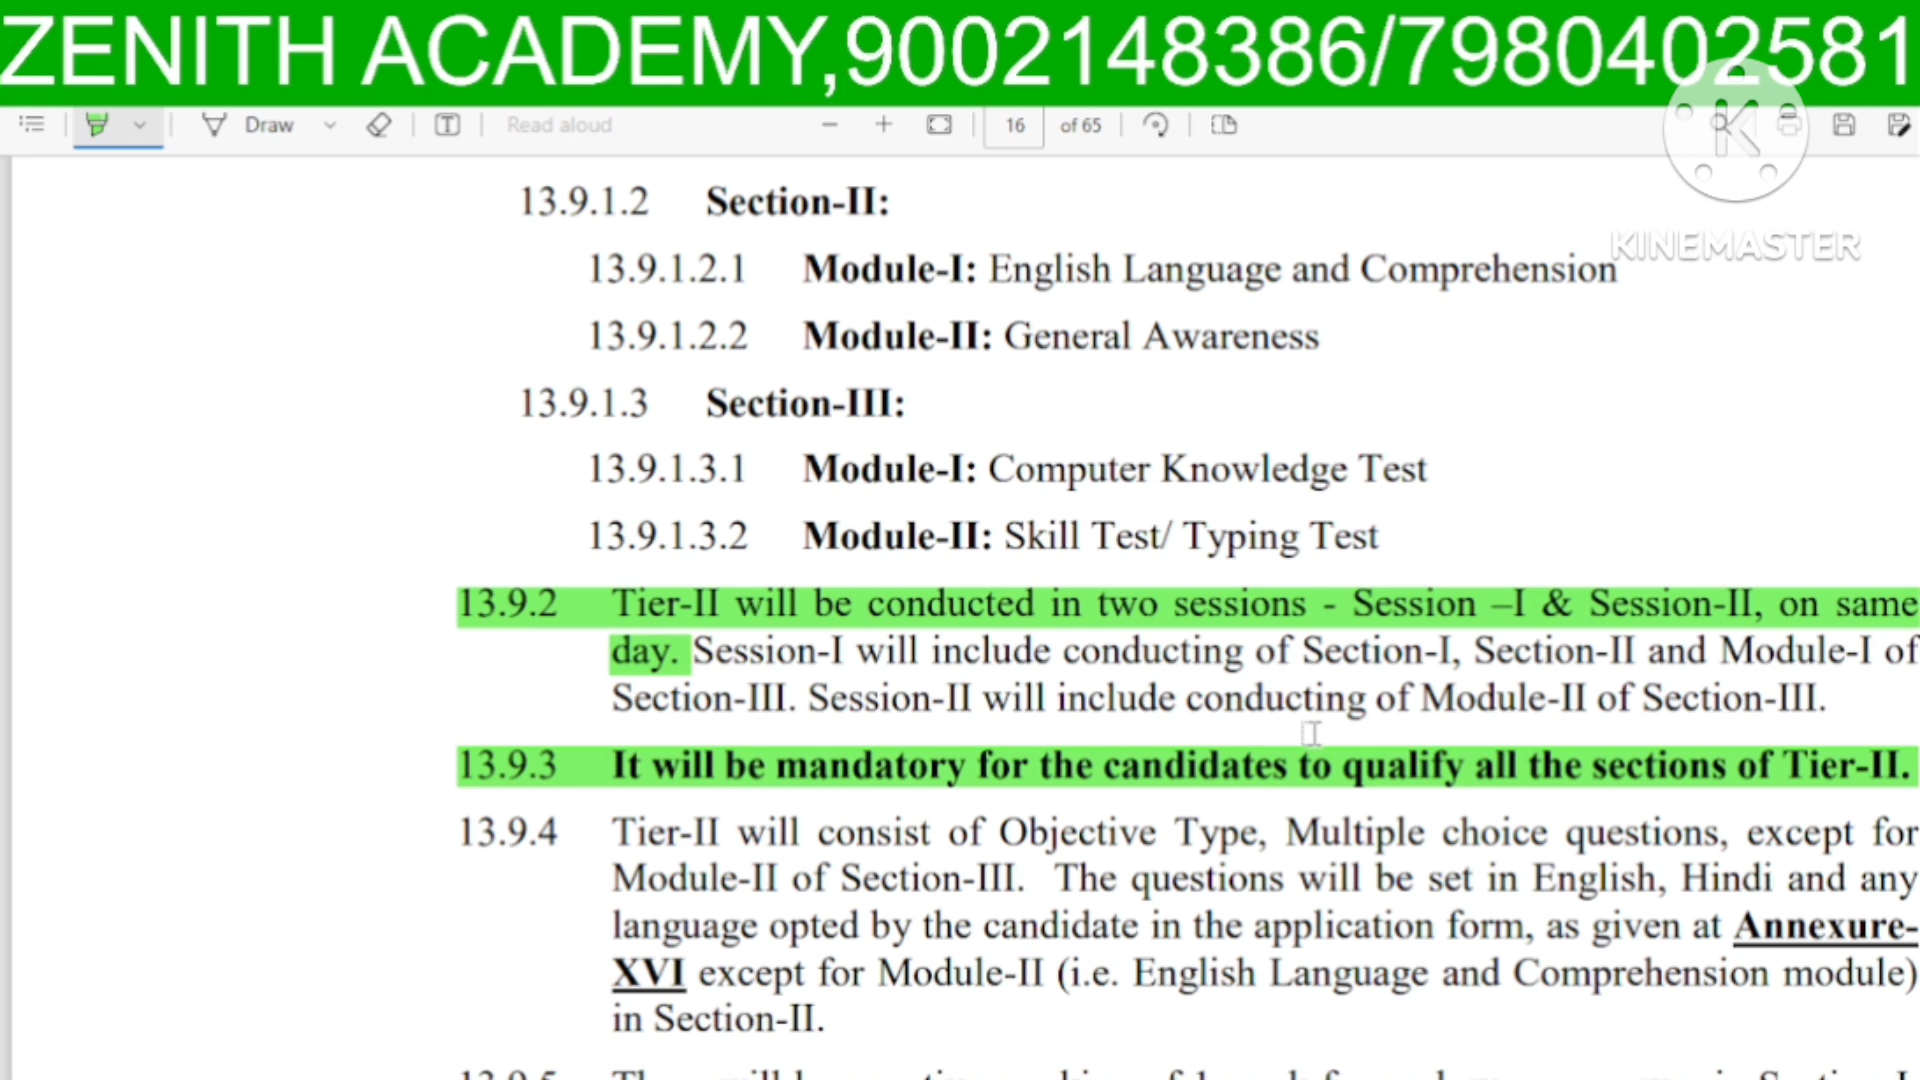 ZENITH ACADEMY,9002148386/7980402581
Draw
Read aloud
16 of 65
K
KINEMASTER
13.9.1.2 Section-II:
13.9.1.2.1 Module-I: English Language and Comprehension
13.9.1.2.2 Module-II: General Awareness
13.9.1.3 Section-III:
13.9.1.3.1 Module-I: Computer Knowledge Test
13.9.1.3.2 Module-II: Skill Test/ Typing Test
13.9.2 Tier-II will be conducted in two sessions - Session –I & Session-II, on same
day. Session-I will include conducting of Section-I, Section-II and Module-I of
Section-III. Session-II will include conducting of Module-II of Section-III.
13.9.3 It will be mandatory for the candidates to qualify all the sections of Tier-II.
13.9.4 Tier-II will consist of Objective Type, Multiple choice questions, except for
Module-II of Section-III. The questions will be set in English, Hindi and any
language opted by the candidate in the application form, as given at Annexure-
XVI except for Module-II (i.e. English Language and Comprehension module)
in Section-II.